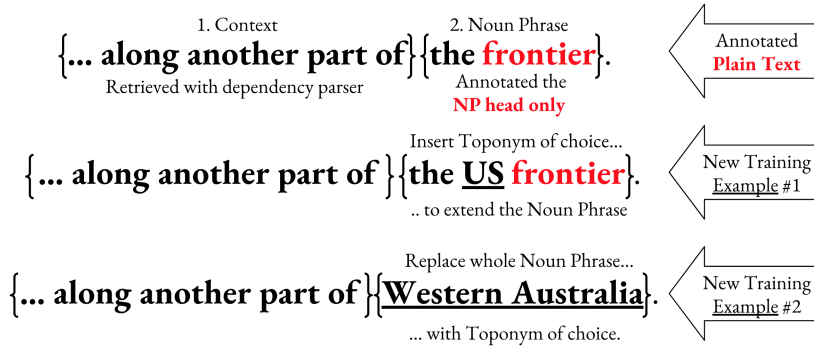 1. Context
2. Noun Phrase
{... along another part of}{the frontier}.
Retrieved with dependency parser
Annotated the
NP head only
Annotated
Plain Text
Insert Toponym of choice...
{... along another part of }{the US frontier}.
.. to extend the Noun Phrase
New Training
Example #1
Replace whole Noun Phrase...
{... along another part of }{Western Australia}.
... with Toponym of choice.
New Training
Example #2